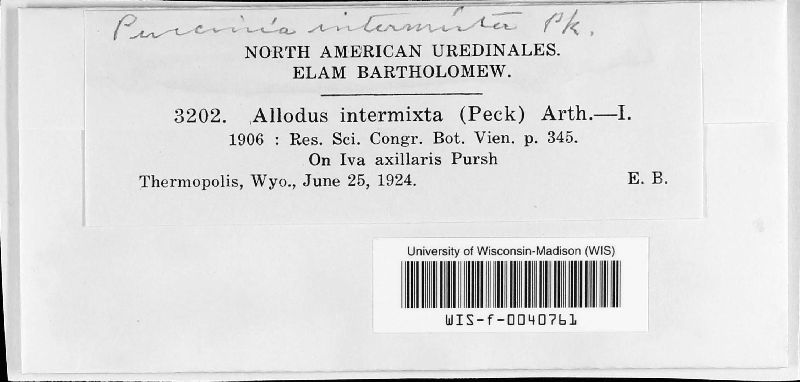 Puccinia intermixta Pk.
NORTH AMERICAN UREDINALES.
ELAM BARTHOLOMEW.
3202. Allodus intermixta (Peck) Arth.—I.
1906 : Res. Sci. Congr. Bot. Vien. p. 345.
On Iva axillaris Pursh
Thermopolis, Wyo., June 25, 1924. E. B.
University of Wisconsin-Madison (WIS)
WIS-f-0040761